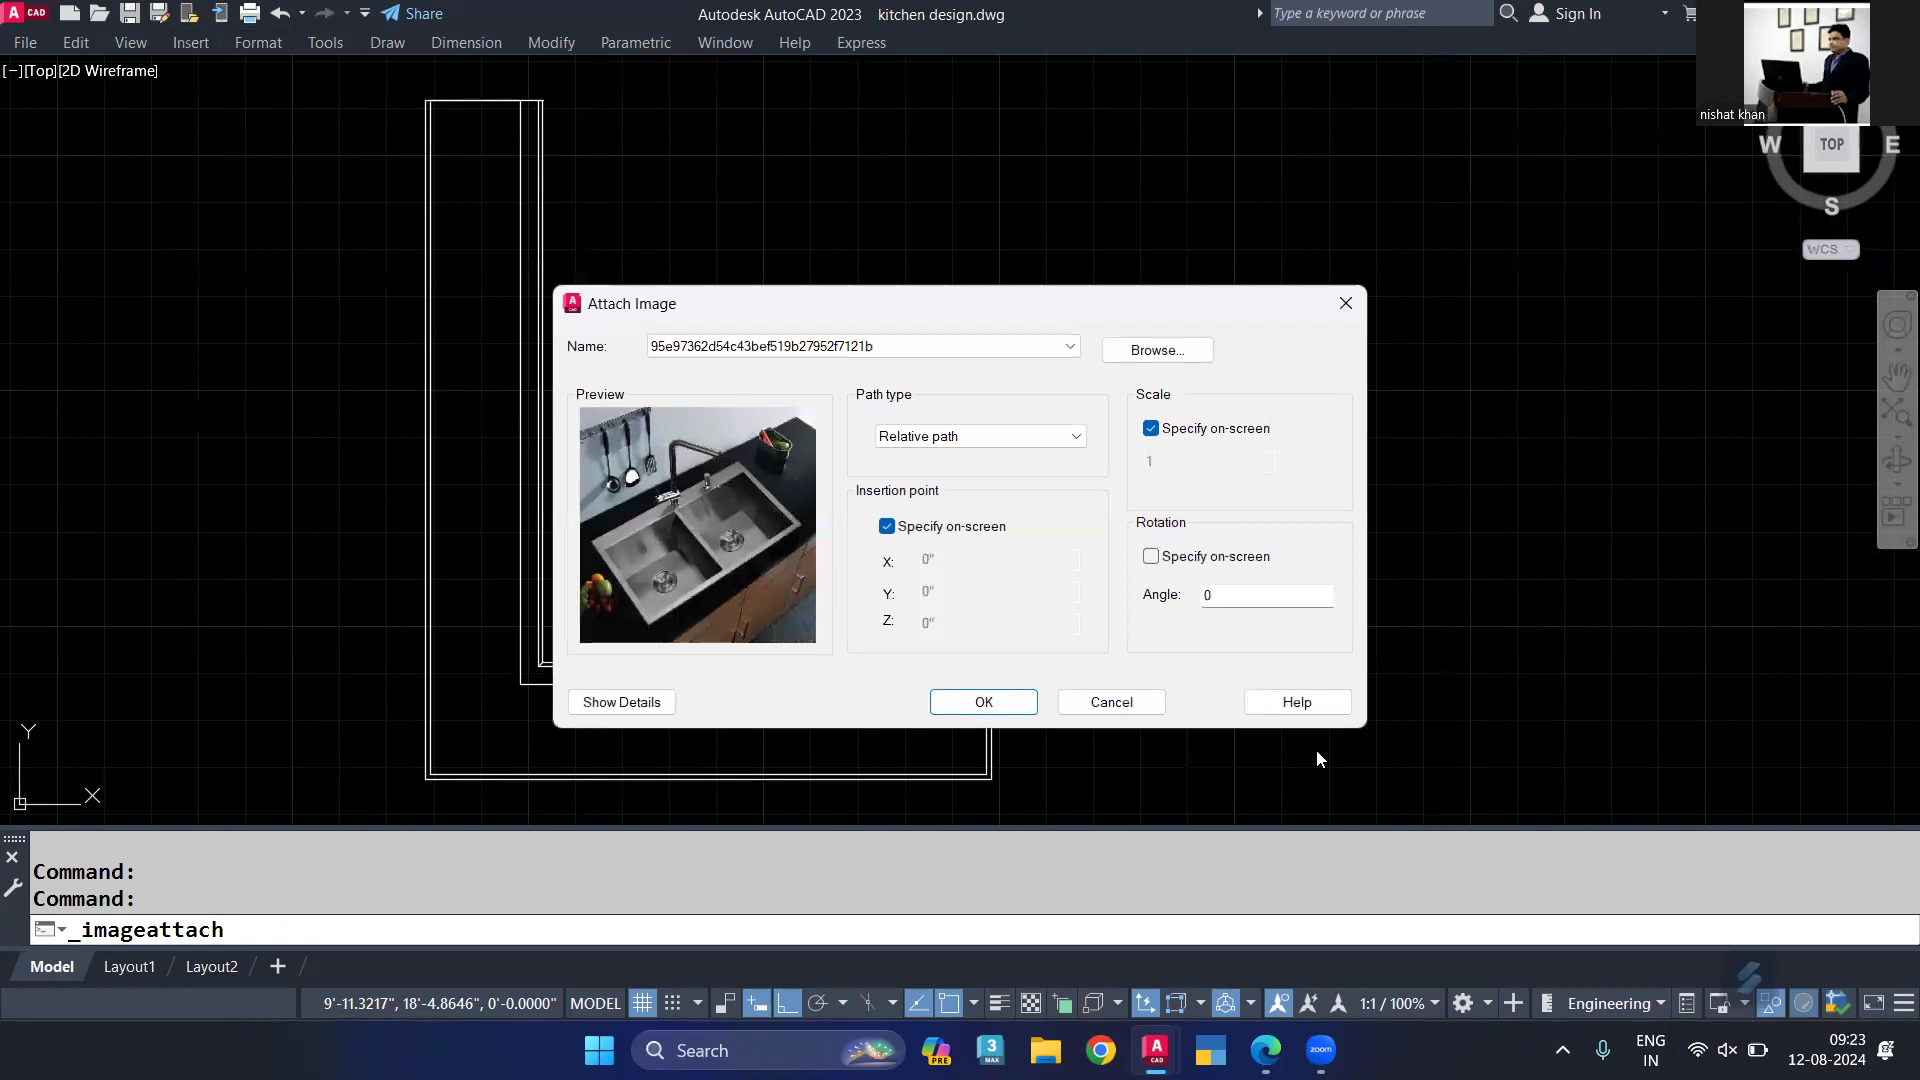 A CAD
Share
Autodesk AutoCAD 2023 kitchen design.dwg
Type a keyword or phrase
Sign In
File Edit View Insert Format Tools Draw Dimension Modify Parametric Window Help Express
[−][Top][2D Wireframe]
nishat khan
W TOP E
S
WCS
Attach Image
Name: 95e97362d54c43bef519b27952f7121b Browse...
Preview
Path type
Relative path
Scale
Specify on-screen
1
Insertion point
Specify on-screen
X: 0"
Y: 0"
Z: 0"
Rotation
Specify on-screen
Angle: 0
Show Details OK Cancel Help
Y
X
Command:
Command:
_imageattach
Model Layout1 Layout2 +
9'-11.3217", 18'-4.8646", 0'-0.0000" MODEL 1:1 / 100% Engineering
Search
PRE
3
MAX
A
CAD
zoom
ENG
IN
09:23
12-08-2024